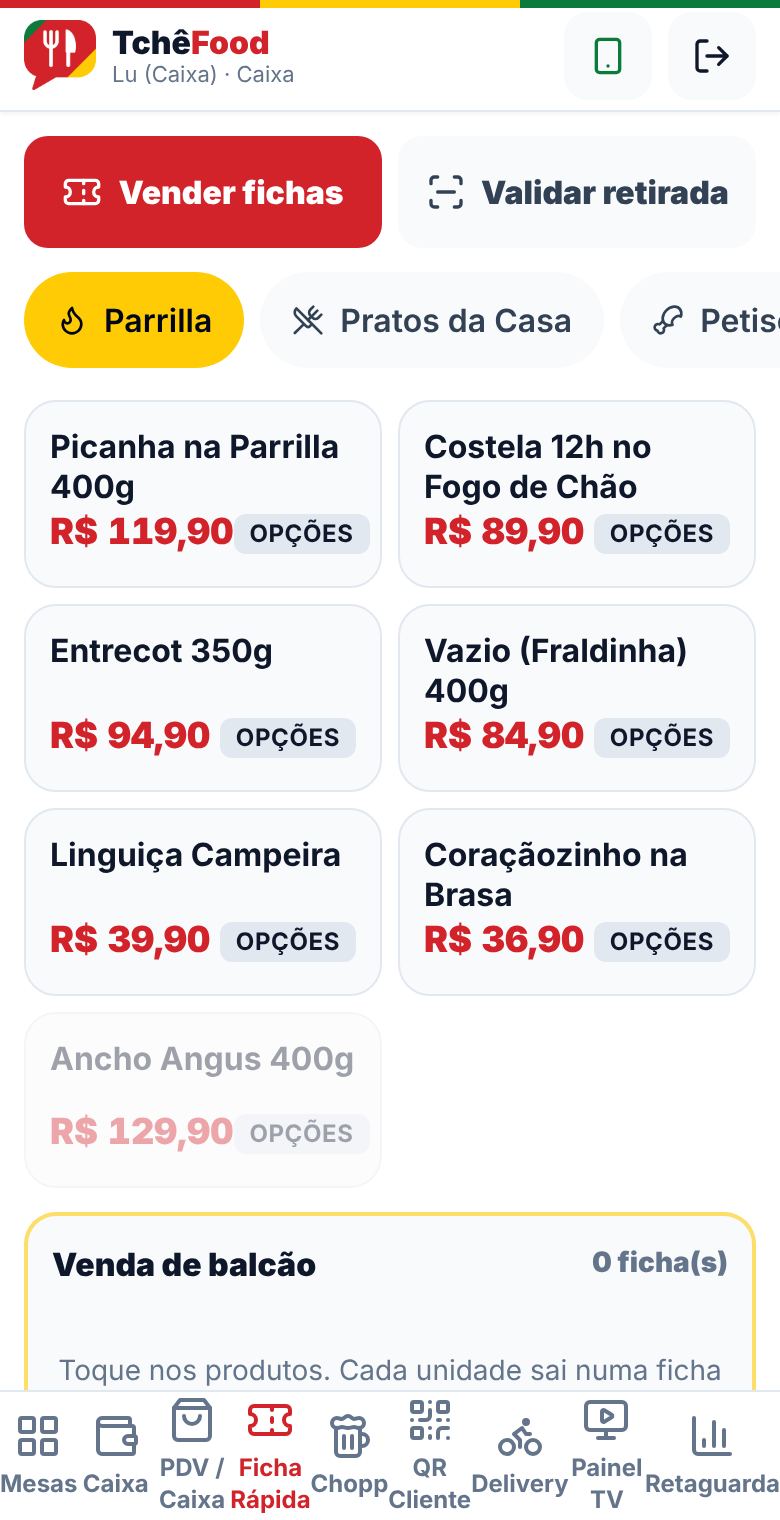 TchêFood
Lu (Caixa) · Caixa
Vender fichas
Validar retirada
Parrilla
Pratos da Casa
Petisc
Picanha na Parrilla
400g
R$ 119,90 OPÇÕES
Costela 12h no
Fogo de Chão
R$ 89,90 OPÇÕES
Entrecot 350g
R$ 94,90 OPÇÕES
Vazio (Fraldinha)
400g
R$ 84,90 OPÇÕES
Linguiça Campeira
R$ 39,90 OPÇÕES
Coraçãozinho na
Brasa
R$ 36,90 OPÇÕES
Ancho Angus 400g
R$ 129,90 OPÇÕES
Venda de balcão
0 ficha(s)
Toque nos produtos. Cada unidade sai numa ficha
Mesas
Caixa
PDV /
Caixa
Ficha
Rápida
Chopp
QR
Cliente
Delivery
Painel
TV
Retaguarda